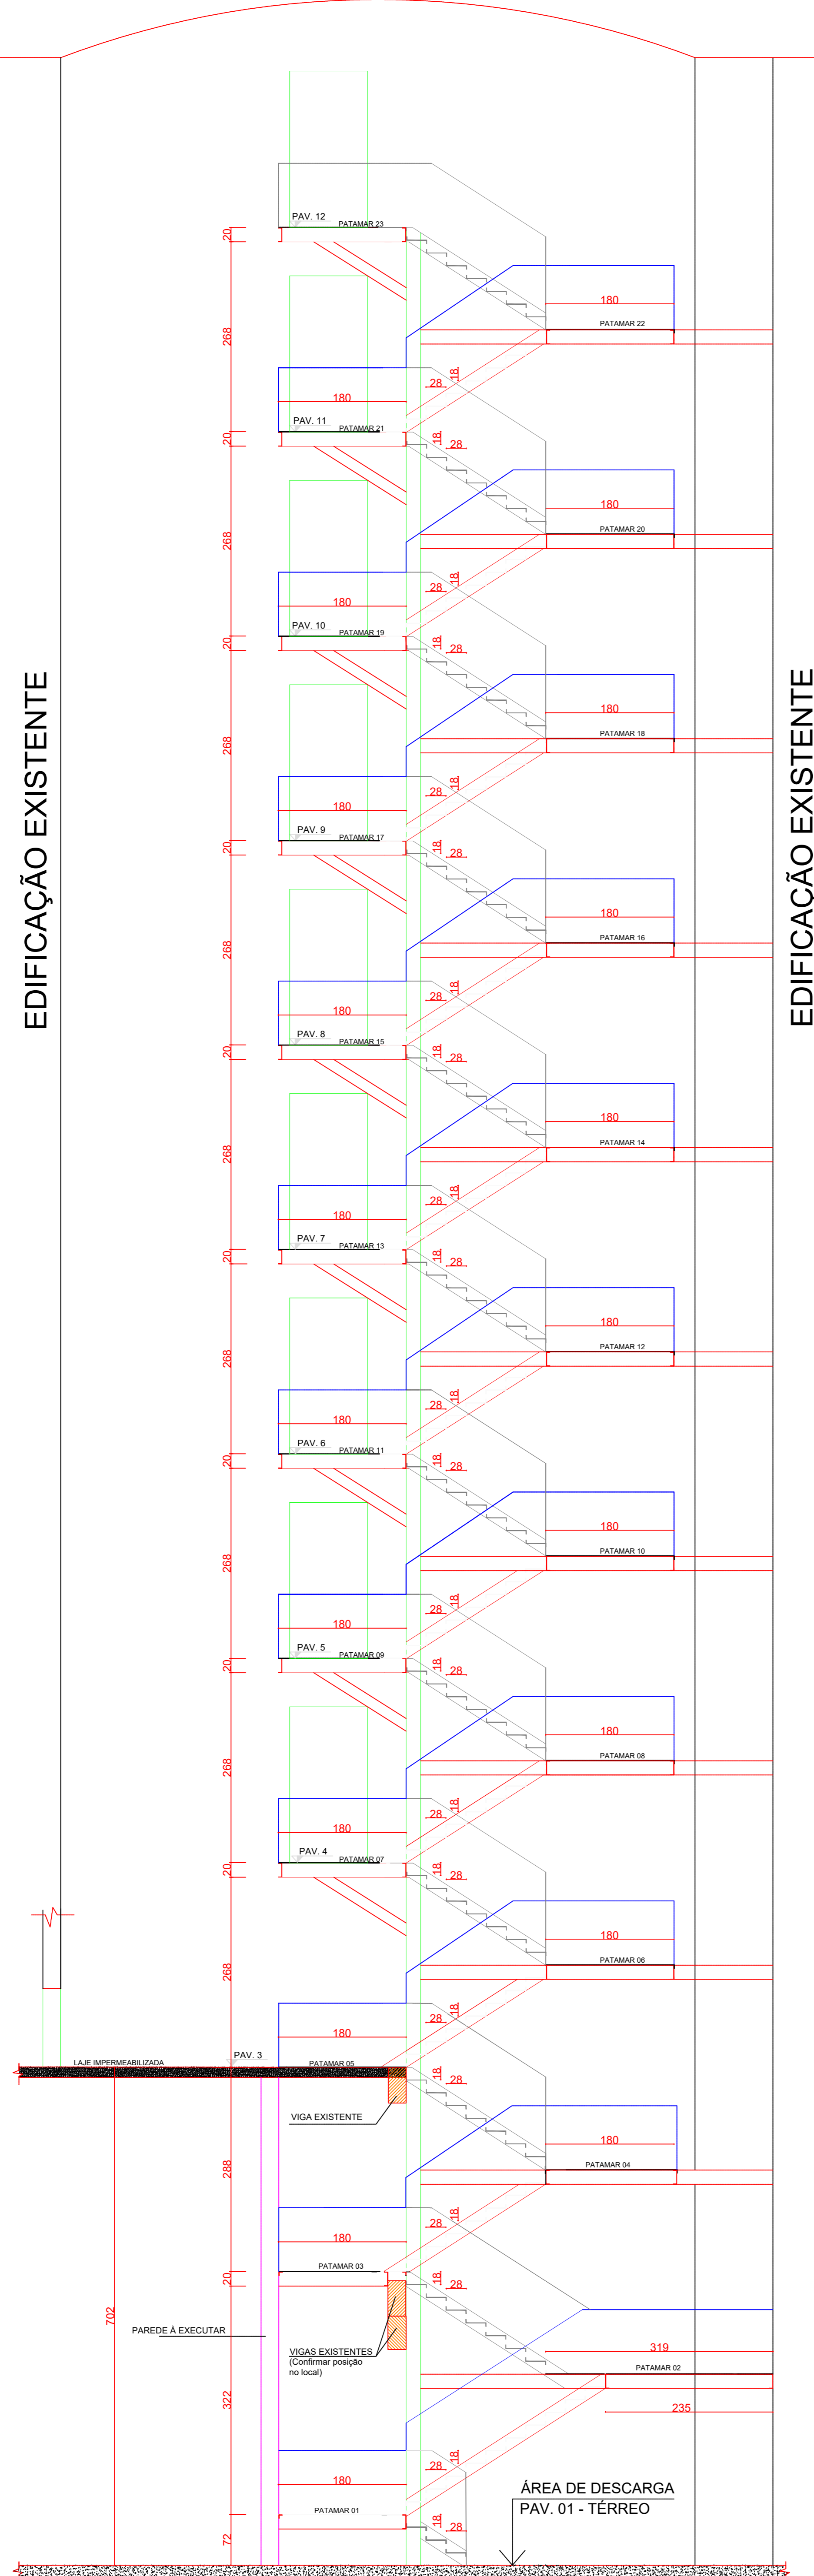 PAV. 12
PATAMAR 23
20
180
PATAMAR 22
268
18
28
180
PAV. 11
PATAMAR 21
20
18
28
180
PATAMAR 20
268
18
28
180
PAV. 10
PATAMAR 19
20
18
28
EDIFICAÇÃO EXISTENTE
EDIFICAÇÃO EXISTENTE
180
PATAMAR 18
268
18
28
180
PAV. 9
PATAMAR 17
20
18
28
180
PATAMAR 16
268
18
28
180
PAV. 8
PATAMAR 15
20
18
28
180
PATAMAR 14
268
18
28
180
PAV. 7
PATAMAR 13
20
18
28
180
PATAMAR 12
268
18
28
180
PAV. 6
PATAMAR 11
20
18
28
180
PATAMAR 10
268
18
28
180
PAV. 5
PATAMAR 09
20
18
28
180
PATAMAR 08
268
18
28
180
PAV. 4
PATAMAR 07
20
18
28
180
PATAMAR 06
268
18
28
180
PAV. 3
LAJE IMPERMEABILIZADA
PATAMAR 05
18
28
VIGA EXISTENTE
180
PATAMAR 04
288
18
28
180
PATAMAR 03
20
18
28
702
PAREDE À EXECUTAR
VIGAS EXISTENTES
(Confirmar posição
no local)
319
PATAMAR 02
322
235
18
28
180
PATAMAR 01
ÁREA DE DESCARGA
PAV. 01 - TÉRREO
72
18
28